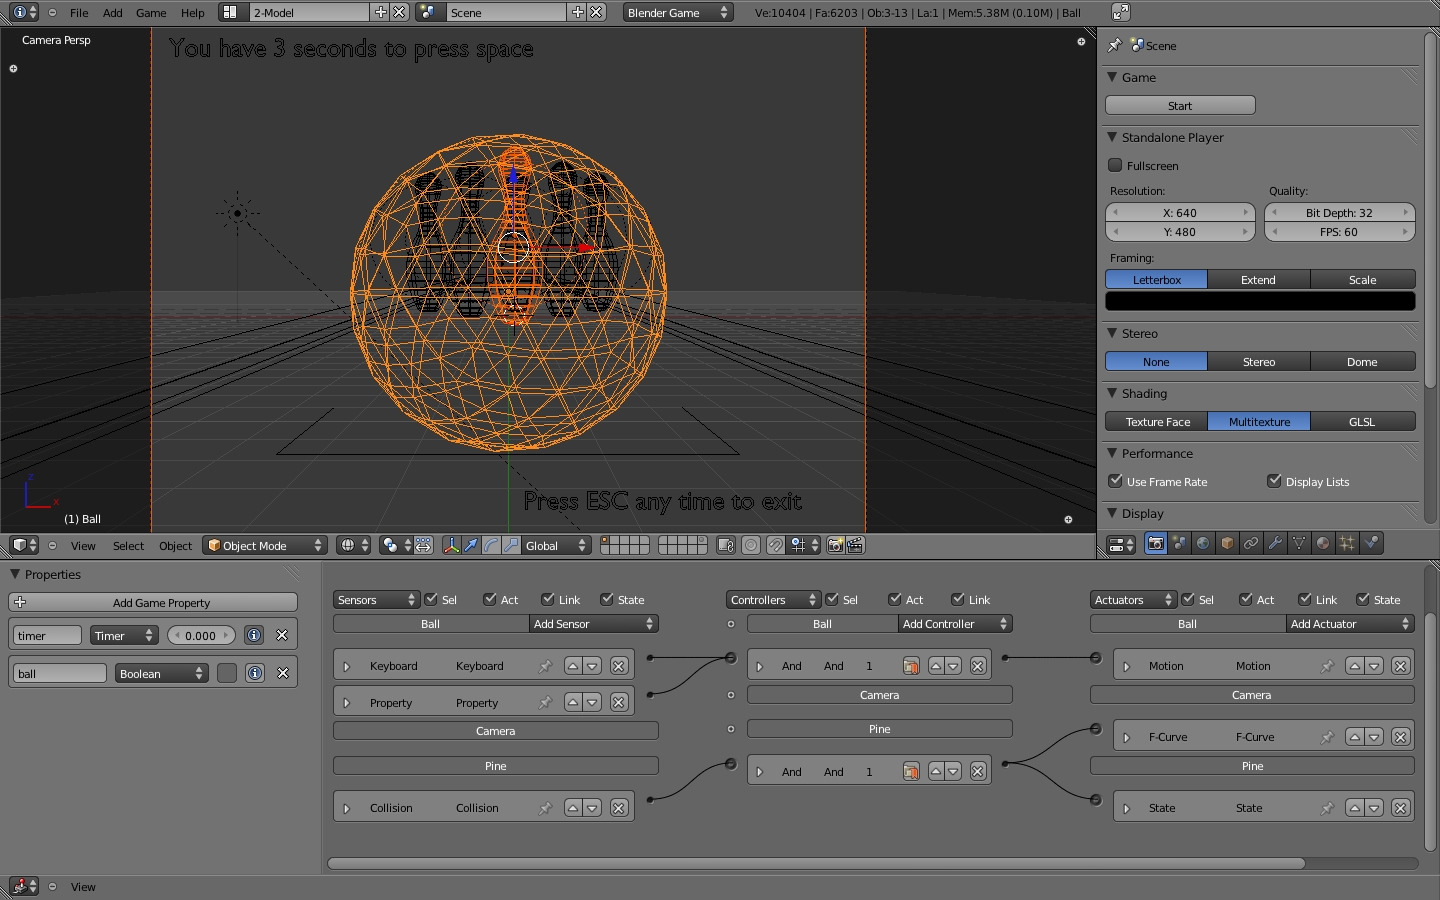 File Add Game Help 2-Model Scene Blender Game Ve:10404 | Fa:6203 | Ob:3-13 | La:1 | Mem:5.38M (0.10M) | Ball
Camera Persp
You have 3 seconds to press space
Press ESC any time to exit
z
x
(1) Ball
View Select Object Object Mode Global
Scene
Game
Start
Standalone Player
Fullscreen
Resolution: Quality:
X: 640 Bit Depth: 32
Y: 480 FPS: 60
Framing:
Letterbox Extend Scale
Stereo
None Stereo Dome
Shading
Texture Face Multitexture GLSL
Performance
Use Frame Rate Display Lists
Display
Properties
Add Game Property
timer Timer 0.000
ball Boolean
Sensors Sel Act Link State
Ball Add Sensor
Keyboard Keyboard
Property Property
Camera
Pine
Collision Collision
Controllers Sel Act Link
Ball Add Controller
And And 1
Camera
Pine
And And 1
Actuators Sel Act Link State
Ball Add Actuator
Motion Motion
Camera
F-Curve F-Curve
Pine
State State
View